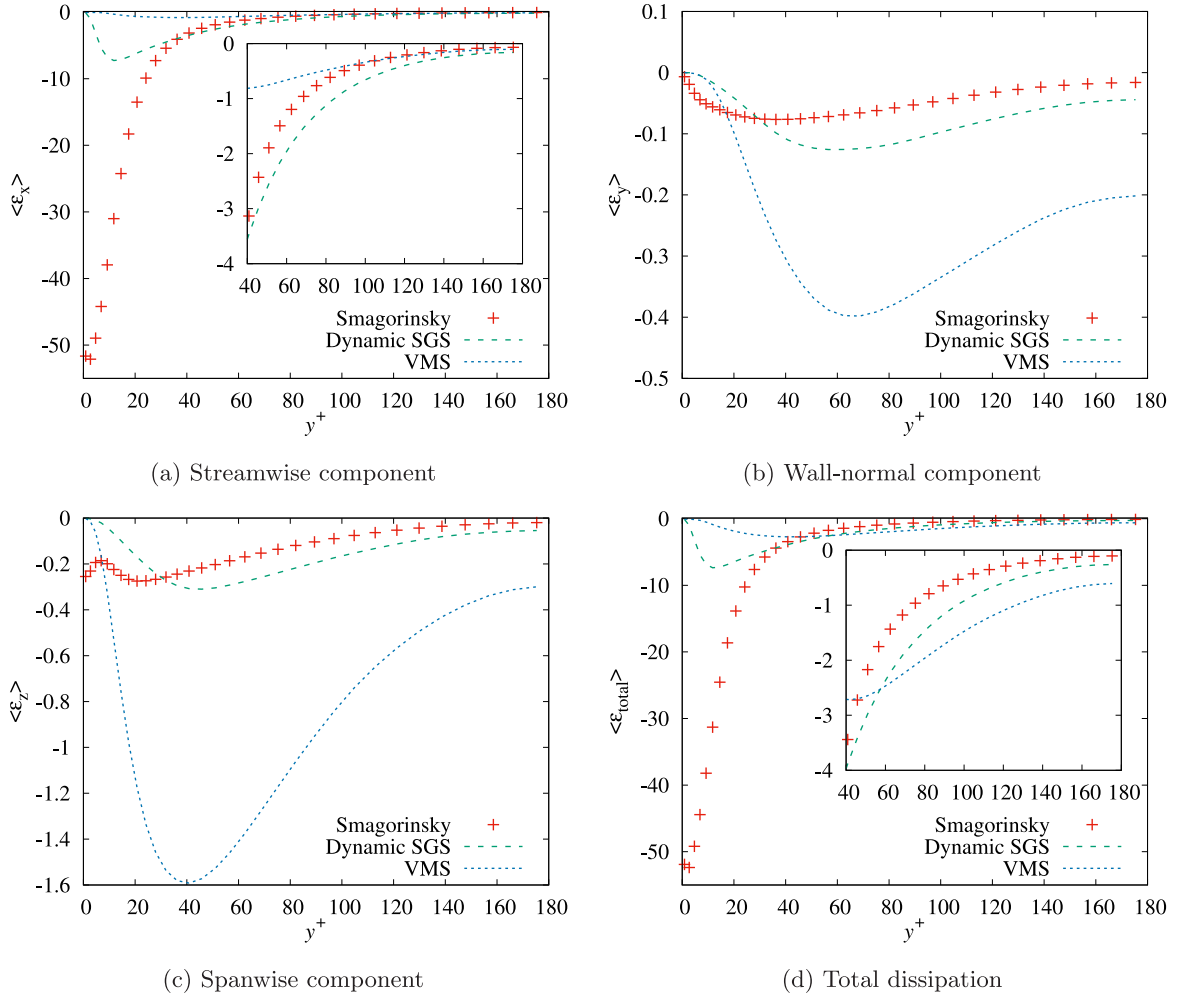 0
-10
-20
-30
-40
-50
<εx>
0 20 40 60 80 100 120 140 160 180
y+
0
-1
-2
-3
-4
40 60 80 100 120 140 160 180
Smagorinsky
Dynamic SGS
VMS
(a) Streamwise component
0.1
0
-0.1
-0.2
-0.3
-0.4
-0.5
<εy>
0 20 40 60 80 100 120 140 160 180
y+
Smagorinsky
Dynamic SGS
VMS
(b) Wall-normal component
0
-0.2
-0.4
-0.6
-0.8
-1
-1.2
-1.4
-1.6
<εz>
0 20 40 60 80 100 120 140 160 180
y+
Smagorinsky
Dynamic SGS
VMS
(c) Spanwise component
0
-10
-20
-30
-40
-50
<εtotal>
0 20 40 60 80 100 120 140 160 180
y+
0
-1
-2
-3
-4
40 60 80 100 120 140 160 180
Smagorinsky
Dynamic SGS
VMS
(d) Total dissipation